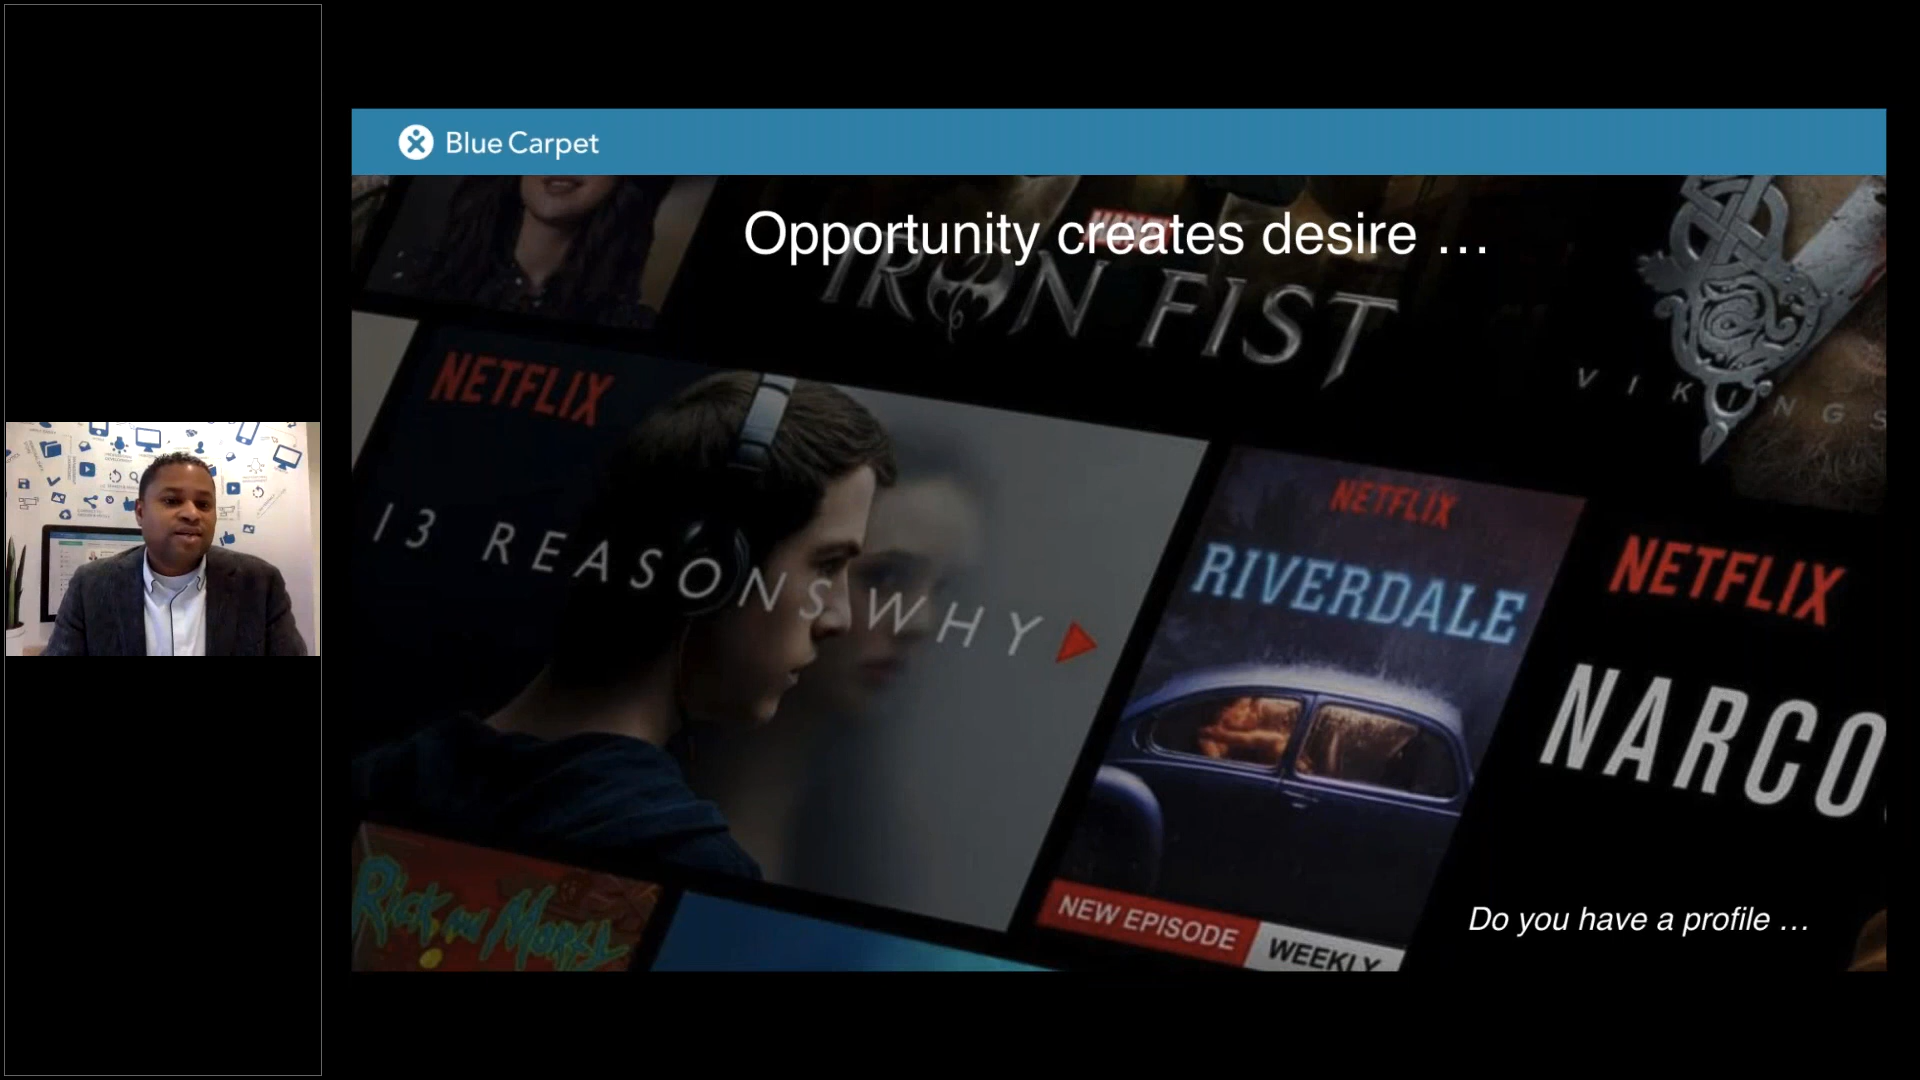 Blue Carpet
Opportunity creates desire …
IRON FIST
VIKINGS
NETFLIX
13 REASONS WHY
NETFLIX
RIVERDALE
NETFLIX
NARCO
Rick and Morty
NEW EPISODE
WEEKLY
Do you have a profile …